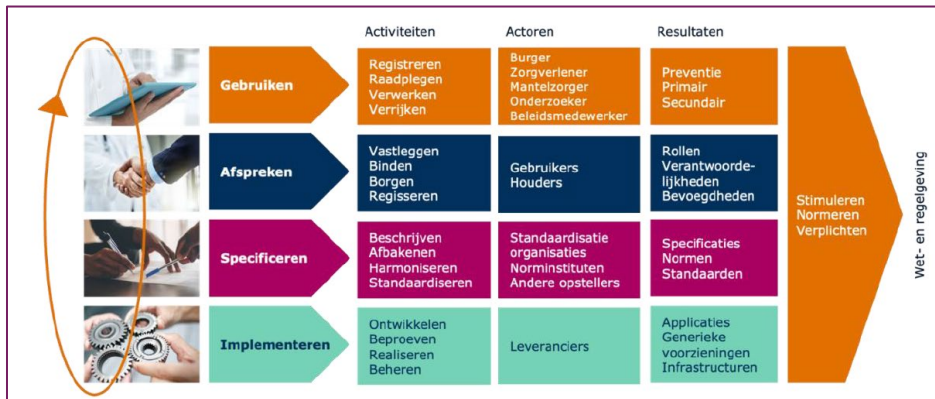 Activiteiten
Actoren
Resultaten
Gebruiken
Registreren
Raadplegen
Verwerken
Verrijken
Burger
Zorgverlener
Mantelzorger
Onderzoeker
Beleidsmedewerker
Preventie
Primair
Secundair
Afspreken
Vastleggen
Binden
Borgen
Regisseren
Gebruikers
Houders
Rollen
Verantwoorde-
lijkheden
Bevoegdheden
Specificeren
Beschrijven
Afbakenen
Harmoniseren
Standaardiseren
Standaardisatie
organisaties
Norminstituten
Andere opstellers
Specificaties
Normen
Standaarden
Implementeren
Ontwikkelen
Beproeven
Realiseren
Beheren
Leveranciers
Applicaties
Generieke
voorzieningen
Infrastructuren
Stimuleren
Normeren
Verplichten
Wet- en regelgeving